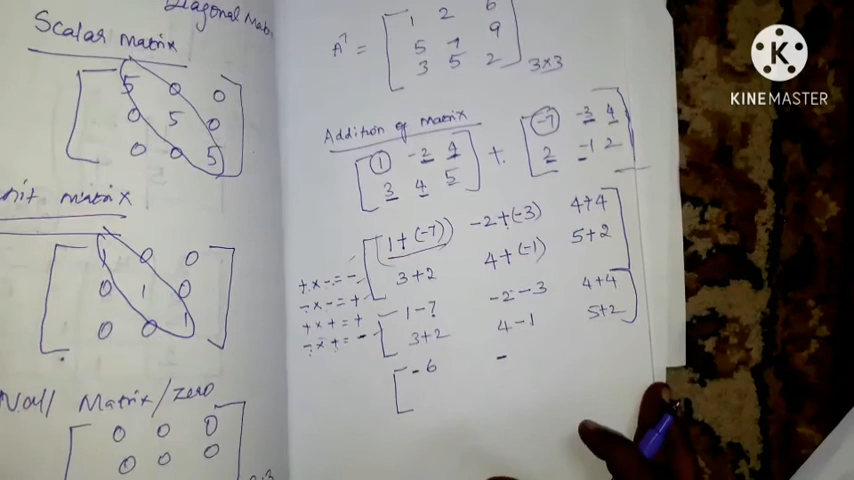 Diagonal Mat
Scalar Matrix
5 0 0
0 5 0
0 0 5
nit matrix
1 0 0
0 1 0
0 0 1
Null Matrix/zero
0 0 0
0 0 0
A⁷ =
1 2 6
5 7 9
3 5 2
3×3
Addition of matrix
1 -2 4
3 4 5
+
-7 -3 4
2 -1 2
1+(-7) -2+(-3) 4+4
3+2 4+(-1) 5+2
+ × - = -
- × - = +
+ × + = +
- × + = -
1-7 -2-3 4+4
3+2 4-1 5+2
-6 -
KINEMASTER